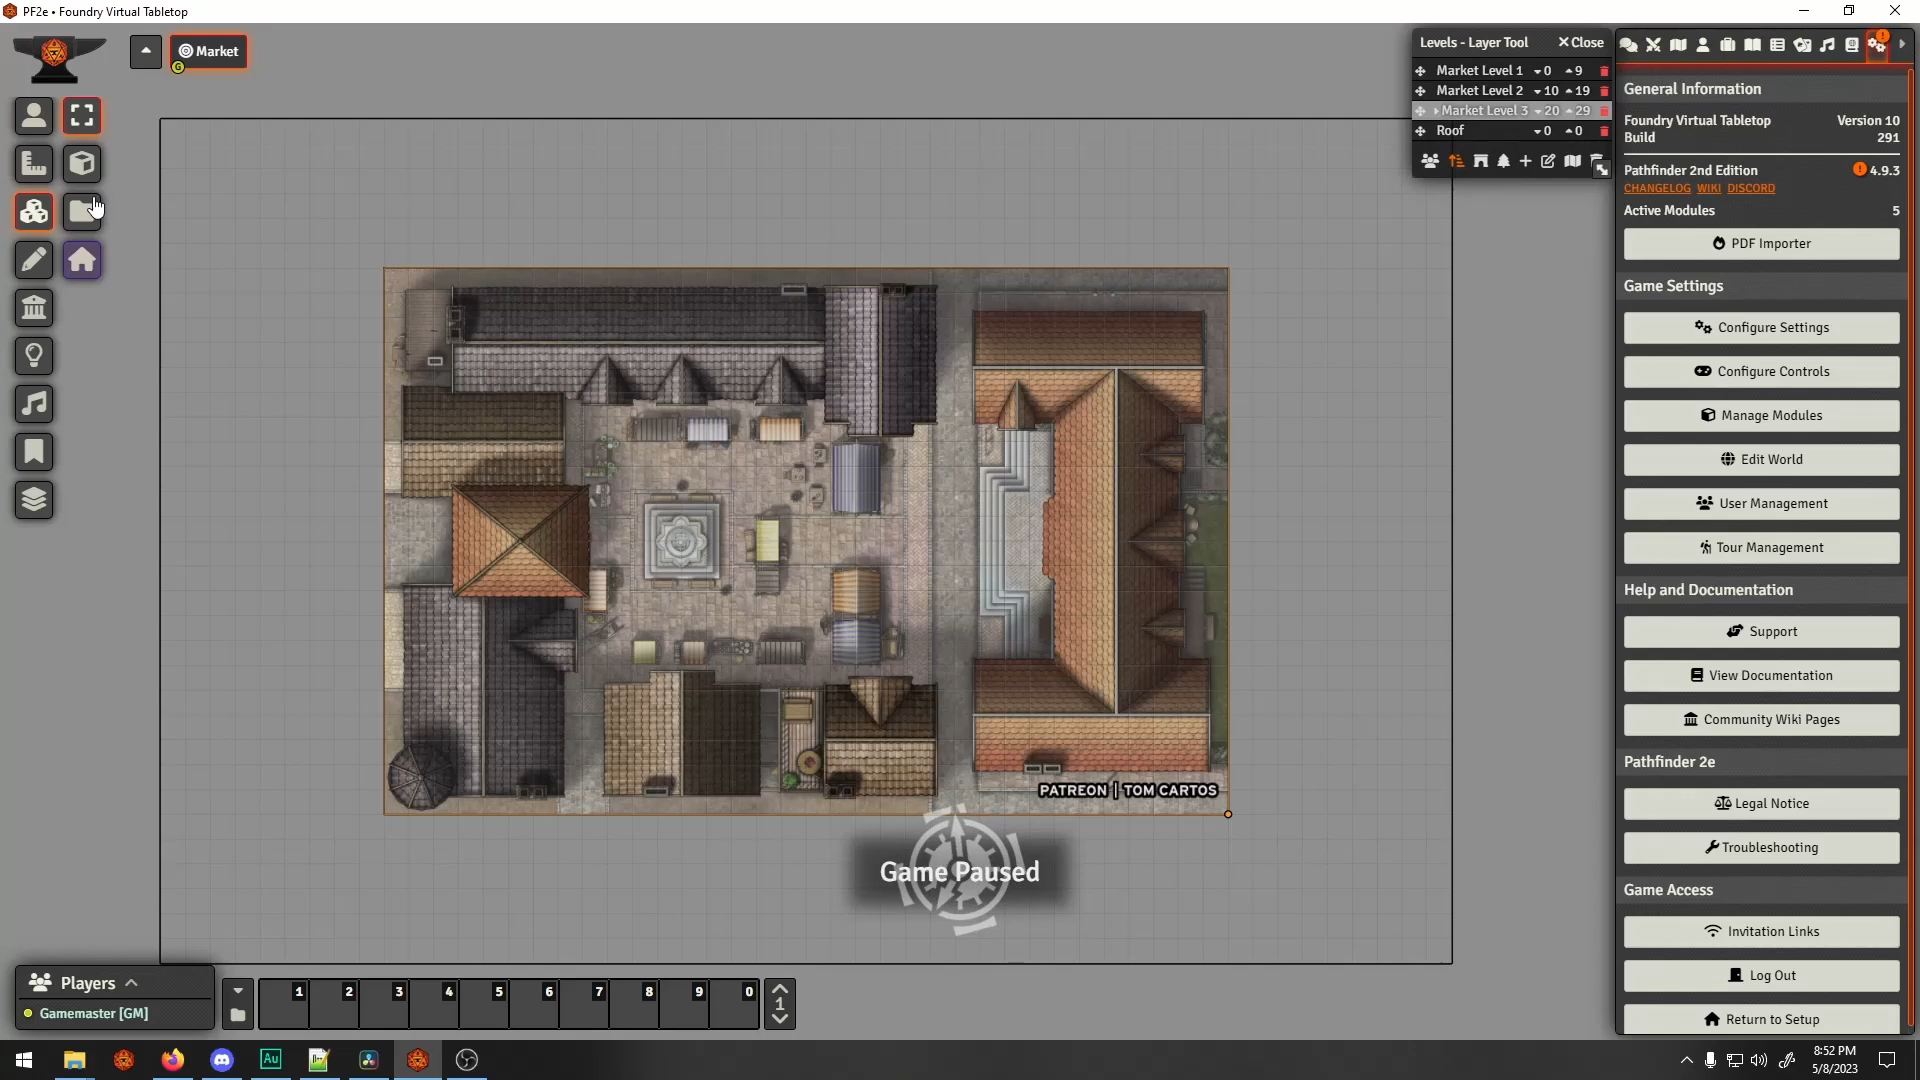 PF2e • Foundry Virtual Tabletop
Market
G
Levels - Layer Tool
Close
Market Level 1 0 9
Market Level 2 10 19
Market Level 3 20 29
Roof 0 0
General Information
Foundry Virtual Tabletop Build Version 10 291
Pathfinder 2nd Edition 4.9.3
CHANGELOG WIKI DISCORD
Active Modules 5
PDF Importer
Game Settings
Configure Settings
Configure Controls
Manage Modules
Edit World
User Management
Tour Management
Help and Documentation
Support
View Documentation
Community Wiki Pages
Pathfinder 2e
Legal Notice
Troubleshooting
Game Access
Invitation Links
Log Out
Return to Setup
PATREON | TOM CARTOS
Game Paused
Players
Gamemaster [GM]
1 2 3 4 5 6 7 8 9 0
1
Au
8:52 PM
5/8/2023